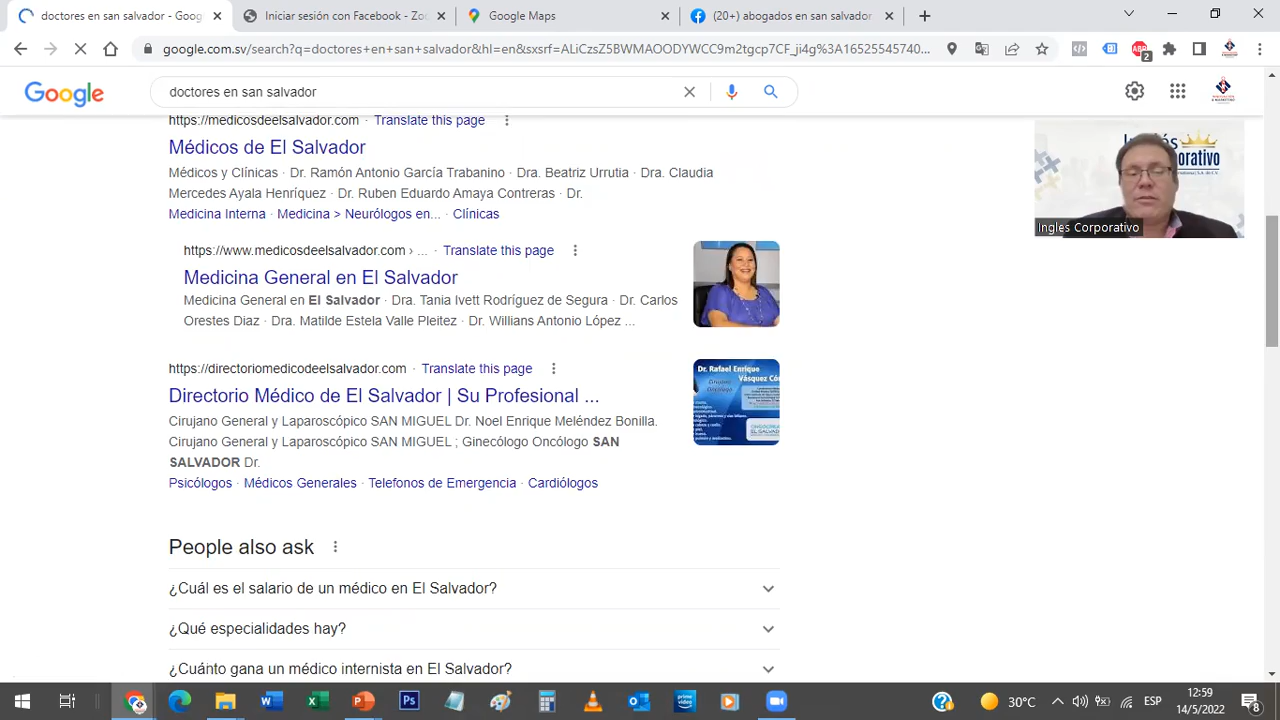 doctores en san salvador - Goog
Iniciar sesión con Facebook - Zoo
Google Maps
(20+) abogados en san salvador
google.com.sv/search?q=doctores+en+san+salvador&hl=en&sxsrf=ALiCzsZ5BWMAOODYWCC9m2tgcp7CF_ji4g%3A16525545740...
ABP
2
Google
doctores en san salvador
https://medicosdeelsalvador.com · Translate this page
Médicos de El Salvador
Médicos y Clínicas · Dr. Ramón Antonio García Trabanino · Dra. Beatriz Urrutia · Dra. Claudia
Mercedes Ayala Henríquez · Dr. Ruben Eduardo Amaya Contreras · Dr.
Medicina Interna · Medicina > Neurólogos en... · Clínicas
https://www.medicosdeelsalvador.com › ... · Translate this page
Medicina General en El Salvador
Medicina General en El Salvador · Dra. Tania Ivett Rodríguez de Segura · Dr. Carlos
Orestes Diaz · Dra. Matilde Estela Valle Pleitez · Dr. Willians Antonio López ...
https://directoriomedicodeelsalvador.com · Translate this page
Directorio Médico de El Salvador | Su Profesional ...
Cirujano General y Laparoscópico SAN MIGUEL Dr. Noel Enrique Meléndez Bonilla.
Cirujano General y Laparoscópico SAN MIGUEL ; Ginecólogo Oncólogo SAN
SALVADOR Dr.
Psicólogos · Médicos Generales · Telefonos de Emergencia · Cardiólogos
Dr. Rafael Enrique
People also ask
¿Cuál es el salario de un médico en El Salvador?
¿Qué especialidades hay?
¿Cuánto gana un médico internista en El Salvador?
Ingles Corporativo
30°C
ESP
12:59
14/5/2022
8